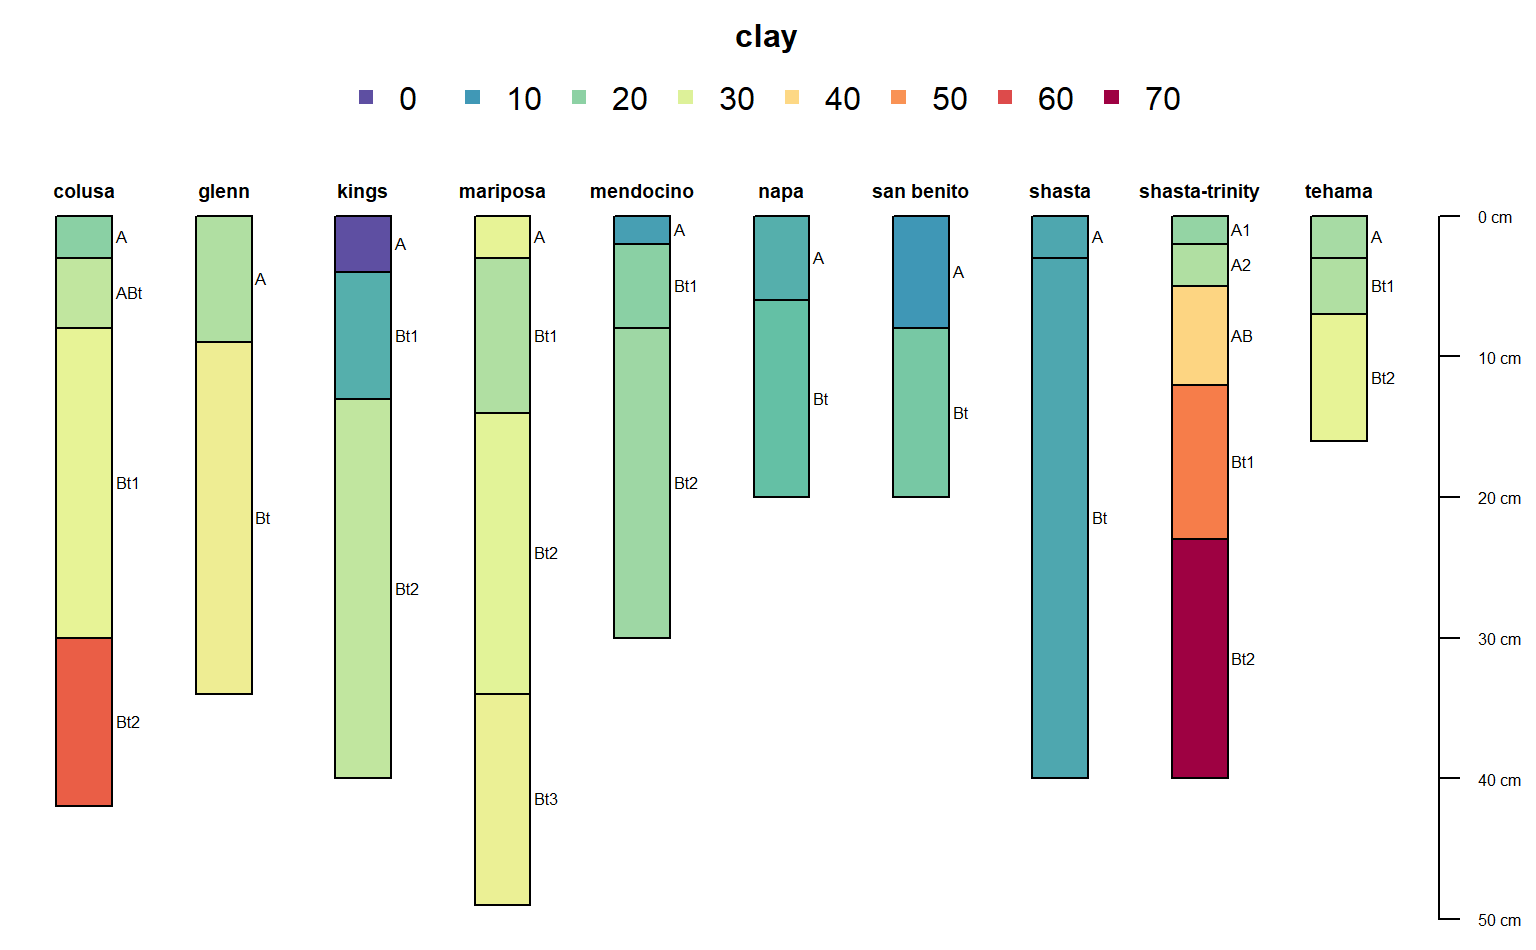 clay
0 10 20 30 40 50 60 70
colusa glenn kings mariposa mendocino napa san benito shasta shasta-trinity tehama
A
ABt
Bt1
Bt2
A
Bt
A
Bt1
Bt2
A
Bt1
Bt2
Bt3
A
Bt1
Bt2
A
Bt
A
Bt
A
Bt
A1
A2
AB
Bt1
Bt2
A
Bt1
Bt2
0 cm
10 cm
20 cm
30 cm
40 cm
50 cm